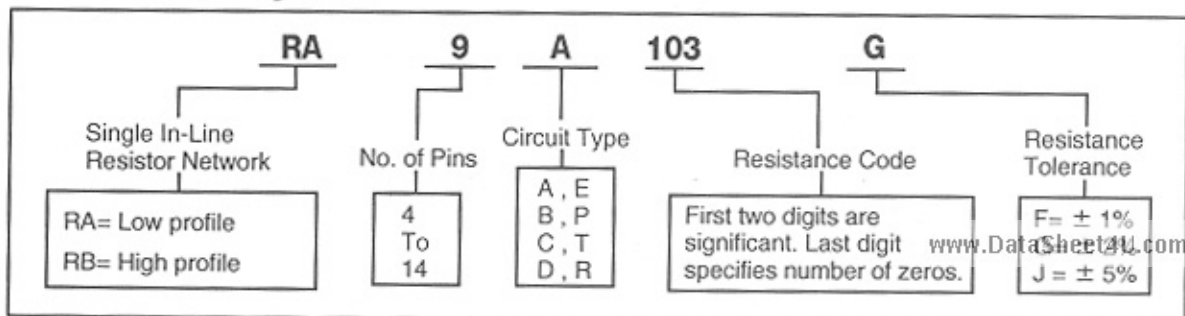 RA 9 A 103 G
Single In-Line
Resistor Network
RA= Low profile
RB= High profile
No. of Pins
4
To
14
Circuit Type
A , E
B , P
C , T
D , R
Resistance Code
First two digits are
significant. Last digit
specifies number of zeros.
Resistance
Tolerance
F= ± 1%
G= ± 2%
J = ± 5%
www.DataSheet4U.com